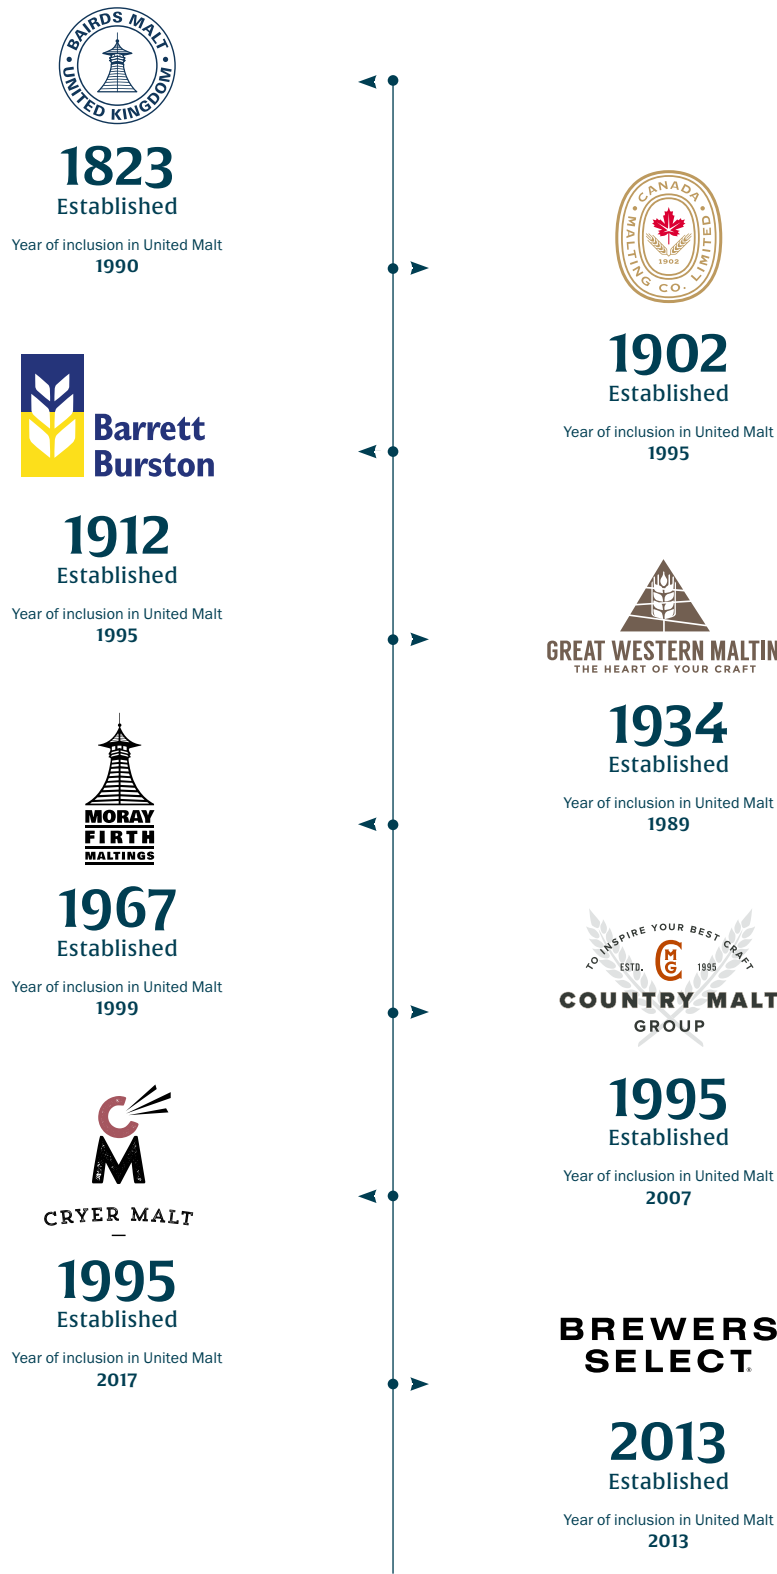 BAIRDS MALT
UNITED KINGDOM
1823
Established
Year of inclusion in United Malt
1990
CANADA
MALTING CO. LIMITED
1902
1902
Established
Year of inclusion in United Malt
1995
Barrett
Burston
1912
Established
Year of inclusion in United Malt
1995
GREAT WESTERN MALTIN
THE HEART OF YOUR CRAFT
1934
Established
Year of inclusion in United Malt
1989
MORAY
FIRTH
MALTINGS
1967
Established
Year of inclusion in United Malt
1999
TO INSPIRE YOUR BEST CRAFT
ESTD. CMG 1995
COUNTRY MALT
GROUP
1995
Established
Year of inclusion in United Malt
2007
CM
CRYER MALT
1995
Established
Year of inclusion in United Malt
2017
BREWERS
SELECT®
2013
Established
Year of inclusion in United Malt
2013